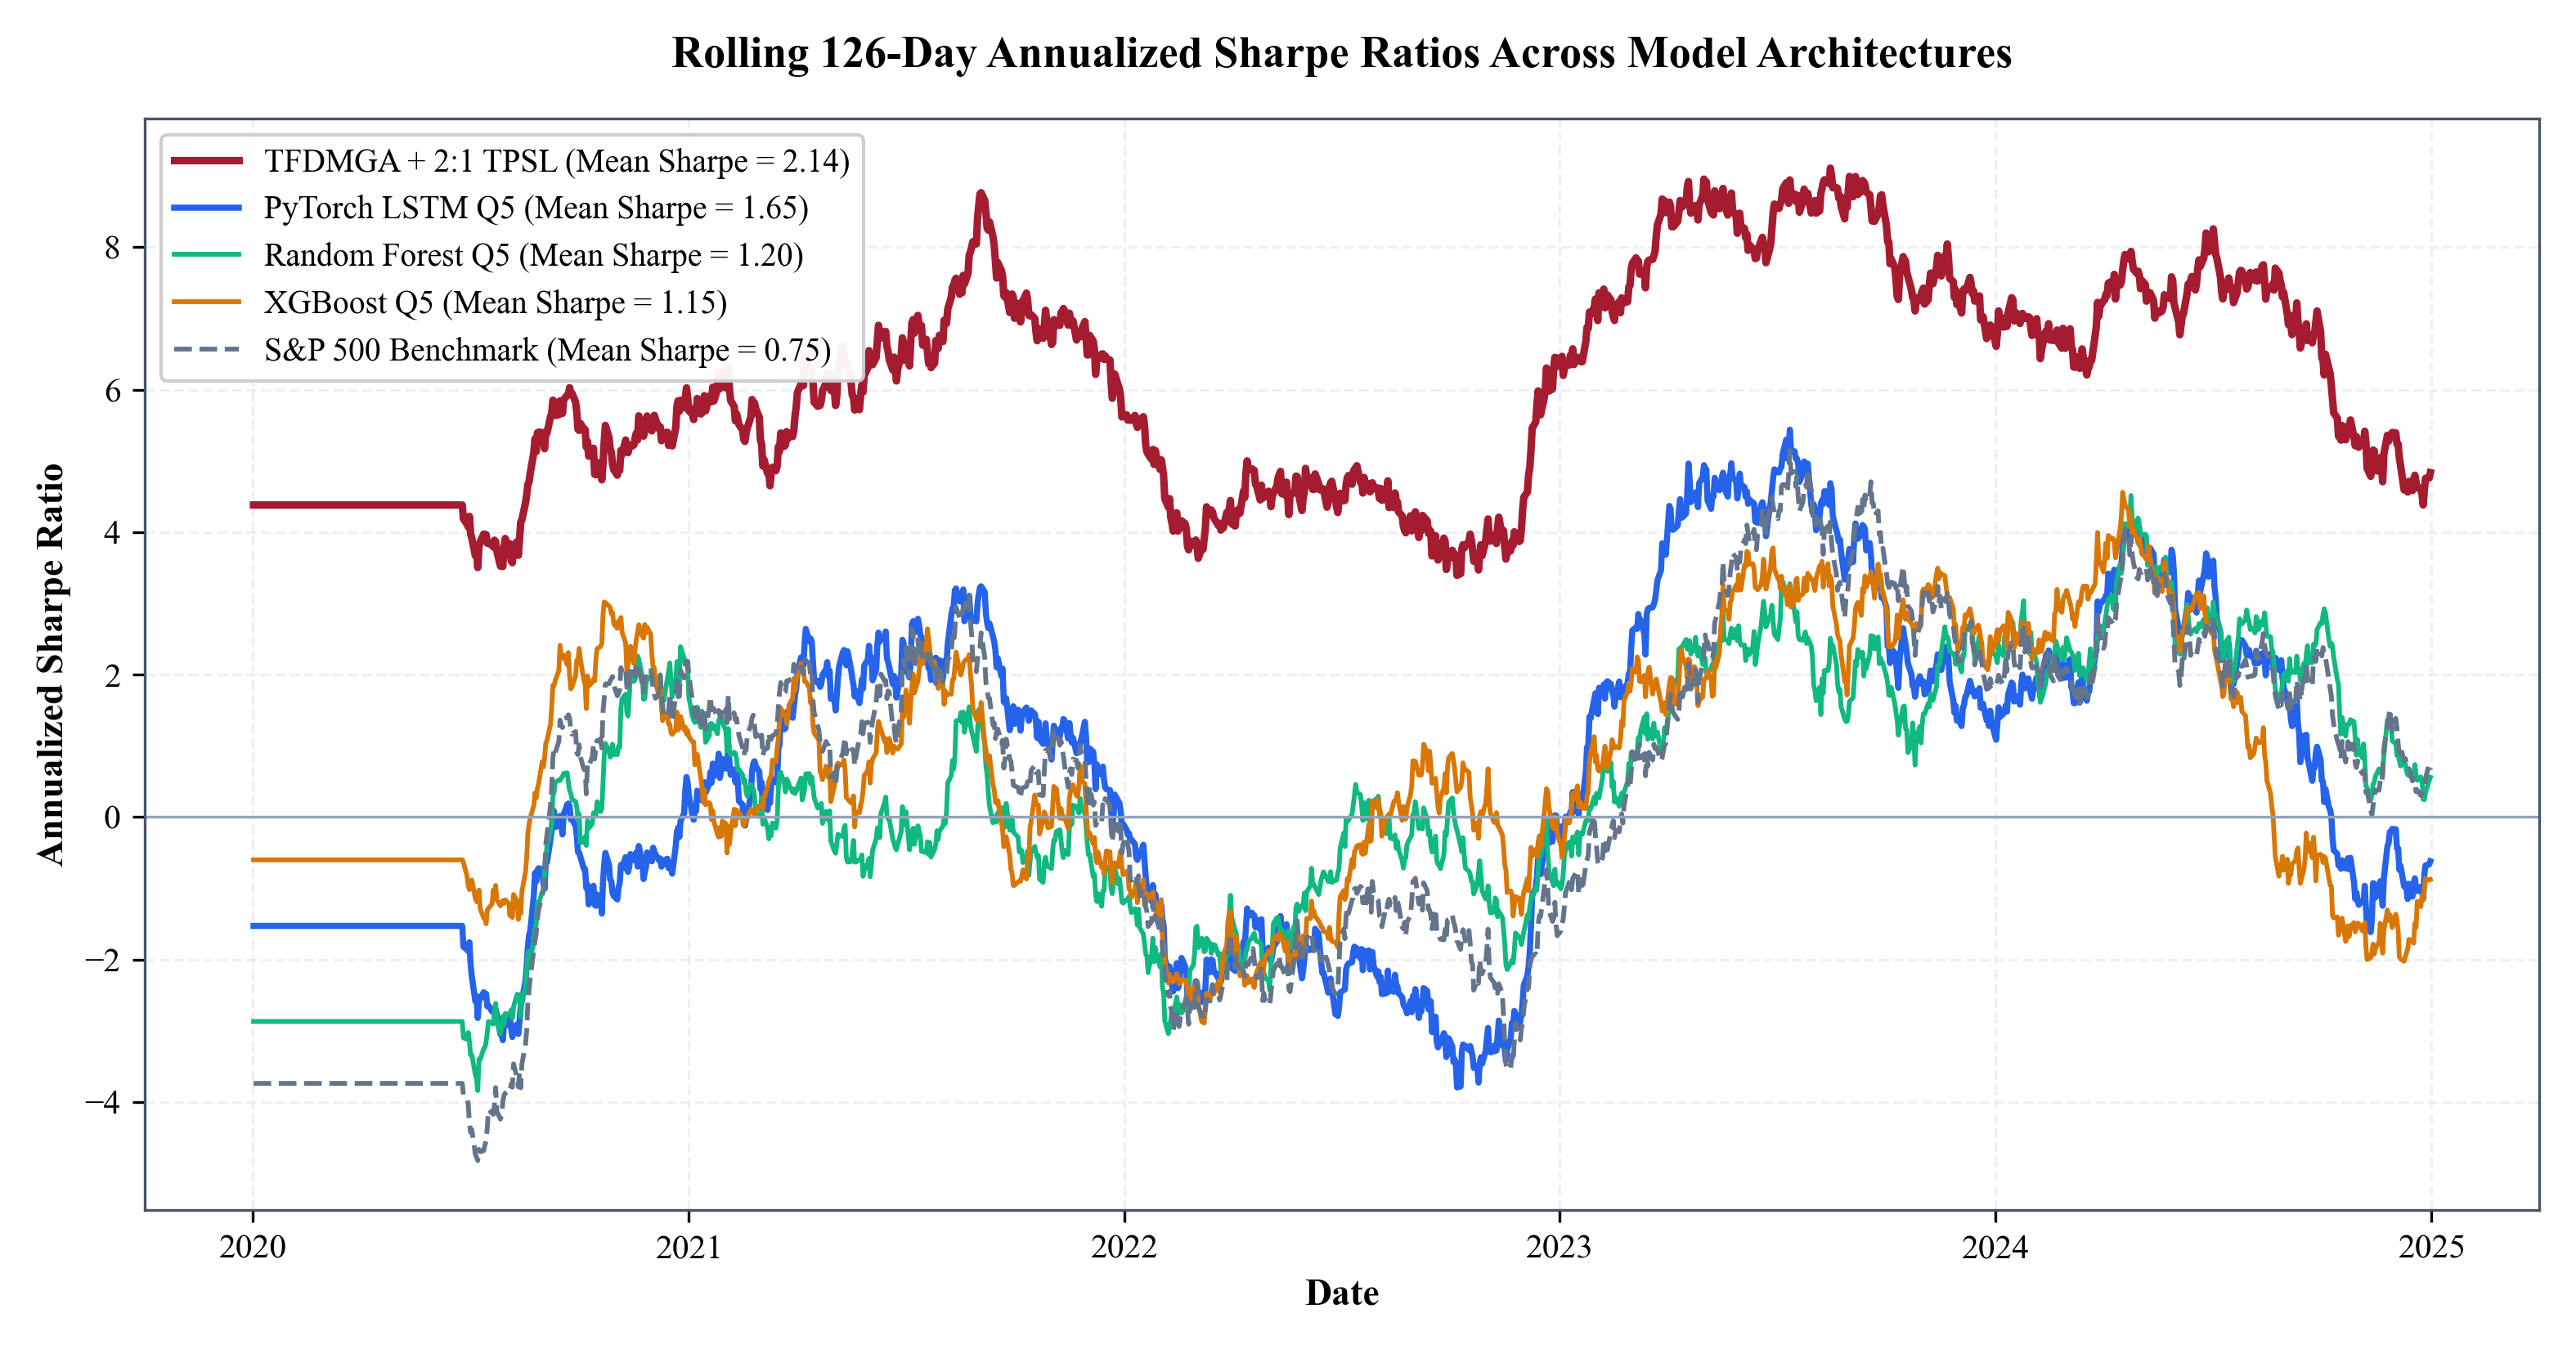 Rolling 126-Day Annualized Sharpe Ratios Across Model Architectures
TFDMGA + 2:1 TPSL (Mean Sharpe = 2.14)
PyTorch LSTM Q5 (Mean Sharpe = 1.65)
Random Forest Q5 (Mean Sharpe = 1.20)
XGBoost Q5 (Mean Sharpe = 1.15)
S&P 500 Benchmark (Mean Sharpe = 0.75)
Annualized Sharpe Ratio
8
6
4
2
0
−2
−4
2020 2021 2022 2023 2024 2025
Date